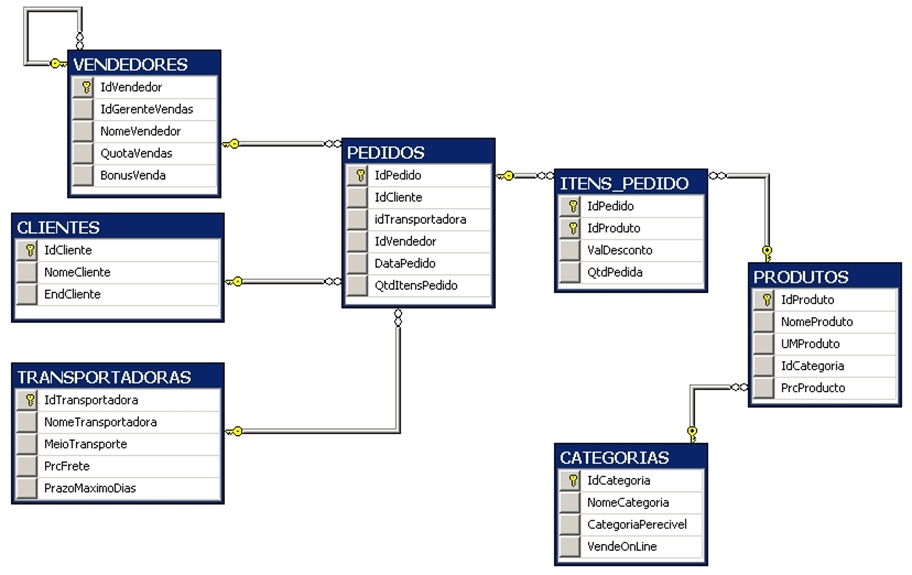 VENDEDORES
IdVendedor
IdGerenteVendas
NomeVendedor
QuotaVendas
BonusVenda
CLIENTES
IdCliente
NomeCliente
EndCliente
TRANSPORTADORAS
IdTransportadora
NomeTransportadora
MeioTransporte
PrcFrete
PrazoMaximoDias
PEDIDOS
IdPedido
IdCliente
idTransportadora
IdVendedor
DataPedido
QtdItensPedido
ITENS_PEDIDO
IdPedido
IdProduto
ValDesconto
QtdPedida
PRODUTOS
IdProduto
NomeProduto
UMProduto
IdCategoria
PrcProducto
CATEGORIAS
IdCategoria
NomeCategoria
CategoriaPerecivel
VendeOnLine